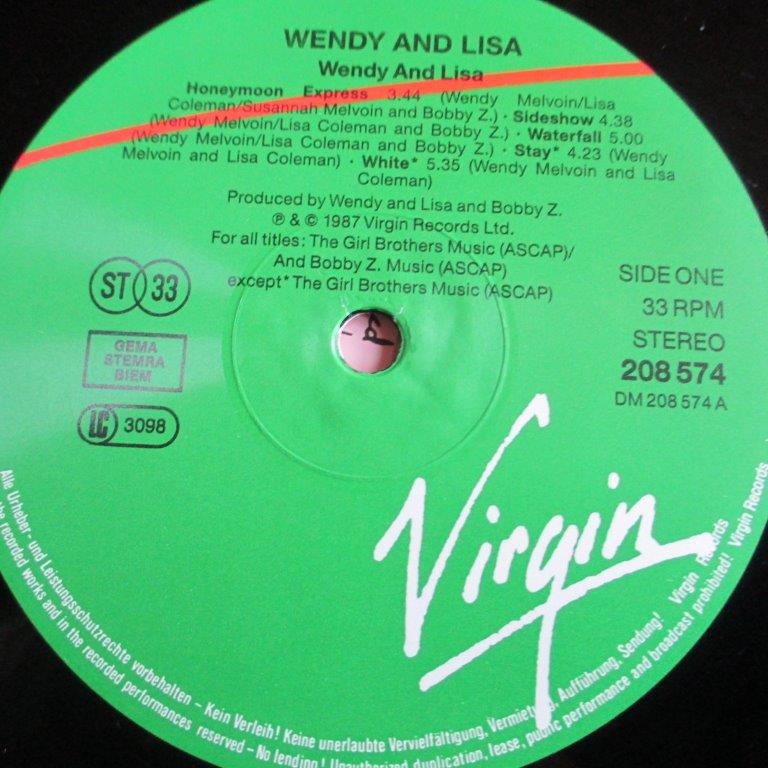 WENDY AND LISA
Wendy And Lisa
Honeymoon Express 3.44 (Wendy Melvoin/Lisa
Coleman/Susannah Melvoin and Bobby Z.) · Sideshow 4.38
(Wendy Melvoin/Lisa Coleman and Bobby Z.) · Waterfall 5.00
(Wendy Melvoin/Lisa Coleman and Bobby Z.) · Stay* 4.23 (Wendy
Melvoin and Lisa Coleman) · White* 5.35 (Wendy Melvoin and Lisa
Coleman)
Produced by Wendy and Lisa and Bobby Z.
℗ & © 1987 Virgin Records Ltd.
For all titles: The Girl Brothers Music (ASCAP)/
And Bobby Z. Music (ASCAP)
except* The Girl Brothers Music (ASCAP)
ST 33
GEMA
STEMRA
BIEM
LC 3098
SIDE ONE
33 RPM
STEREO
208 574
DM 208 574 A
Virgin
Alle Urheber- und Leistungsschutzrechte vorbehalten – Kein Verleih! Keine unerlaubte Vervielfältigung, Vermietung, Aufführung, Sendung! Virgin Records
the recorded works and in the recorded performances reserved – No lending! Unauthorized duplication, lease, public performance and broadcast prohibited! Virgin Records